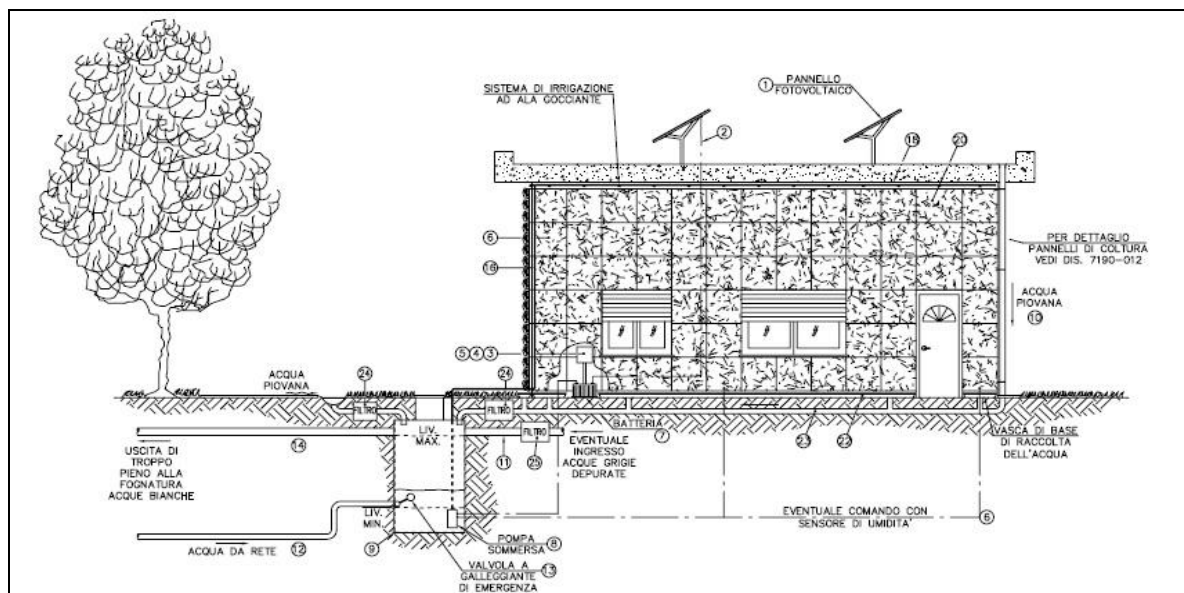 SISTEMA DI IRRIGAZIONE
AD ALA GOCCIANTE
1 PANNELLO
FOTOVOLTAICO
2
18
20
6
16
PER DETTAGLIO
PANNELLI DI COLTURA
VEDI DIS. 7190-012
ACQUA
PIOVANA
10
5 4 3
ACQUA
PIOVANA
24
24
FILTRO
FILTRO
LIV.
MAX.
BATTERIA
7
23
22
VASCA DI BASE
DI RACCOLTA
DELL'ACQUA
14
USCITA DI
TROPPO
PIENO ALLA
FOGNATURA
ACQUE BIANCHE
11
FILTRO
25
EVENTUALE
INGRESSO
ACQUE GRIGIE
DEPURATE
LIV.
MIN.
EVENTUALE COMANDO CON
SENSORE DI UMIDITA'
6
ACQUA DA RETE
12
9
POMPA
SOMMERSA
8
VALVOLA A
GALLEGGIANTE
DI EMERGENZA
13